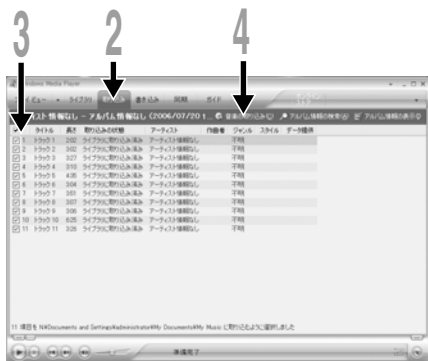 3 2 4
Windows Media Player
ライブラリ 取り込み 書き込み 同期 ガイド
アーティスト情報なし - アルバム情報なし (2006/07/20 1... 音楽の取り込み(U) アルバム情報の検索(A) アルバム情報の表示
タイトル 長さ 取り込みの状態 アーティスト 作曲者 ジャンル スタイル データ提供
1 トラック 1 3:02 ライブラリに取り込み済み アーティスト情報なし 不明
2 トラック 2 3:02 ライブラリに取り込み済み アーティスト情報なし 不明
3 トラック 3 3:27 ライブラリに取り込み済み アーティスト情報なし 不明
4 トラック 4 3:10 ライブラリに取り込み済み アーティスト情報なし 不明
5 トラック 5 4:35 ライブラリに取り込み済み アーティスト情報なし 不明
6 トラック 6 3:04 ライブラリに取り込み済み アーティスト情報なし 不明
7 トラック 7 3:51 ライブラリに取り込み済み アーティスト情報なし 不明
8 トラック 8 3:07 ライブラリに取り込み済み アーティスト情報なし 不明
9 トラック 9 3:06 ライブラリに取り込み済み アーティスト情報なし 不明
10 トラック 10 6:25 ライブラリに取り込み済み アーティスト情報なし 不明
11 トラック 11 3:28 ライブラリに取り込み済み アーティスト情報なし 不明
11 項目を N:¥Documents and Settings¥administrator¥My Documents¥My Music に取り込むように選択しました
準備完了